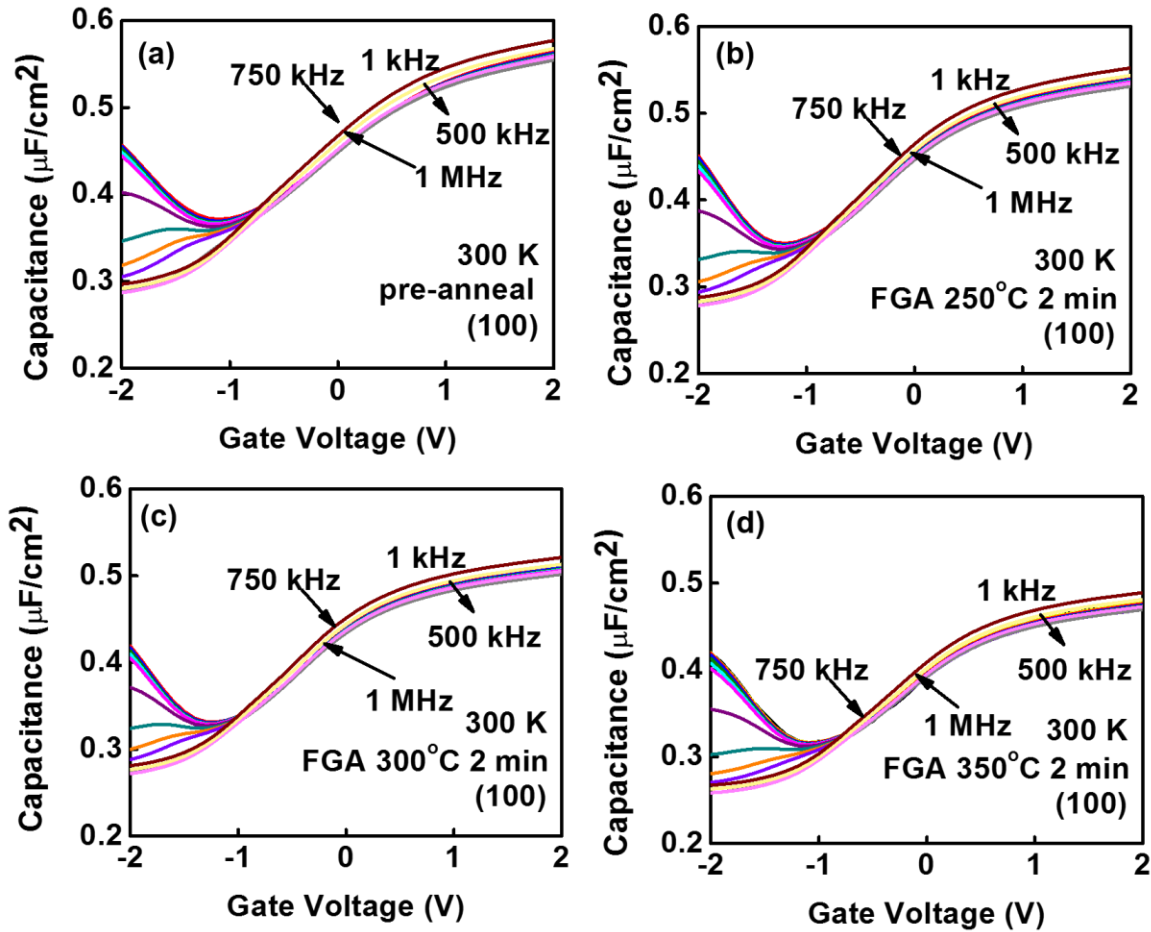 (a)
750 kHz
1 kHz
500 kHz
1 MHz
300 K
pre-anneal
(100)
0.6
0.5
0.4
0.3
0.2
-2
-1
0
1
2
Capacitance (μF/cm2)
Gate Voltage (V)
(b)
750 kHz
1 kHz
500 kHz
1 MHz
300 K
FGA 250°C 2 min
(100)
0.6
0.5
0.4
0.3
0.2
-2
-1
0
1
2
Capacitance (μF/cm2)
Gate Voltage (V)
(c)
750 kHz
1 kHz
500 kHz
1 MHz
300 K
FGA 300°C 2 min
(100)
0.6
0.5
0.4
0.3
0.2
-2
-1
0
1
2
Capacitance (μF/cm2)
Gate Voltage (V)
(d)
750 kHz
1 kHz
500 kHz
1 MHz
300 K
FGA 350°C 2 min
(100)
0.6
0.5
0.4
0.3
0.2
-2
-1
0
1
2
Capacitance (μF/cm2)
Gate Voltage (V)